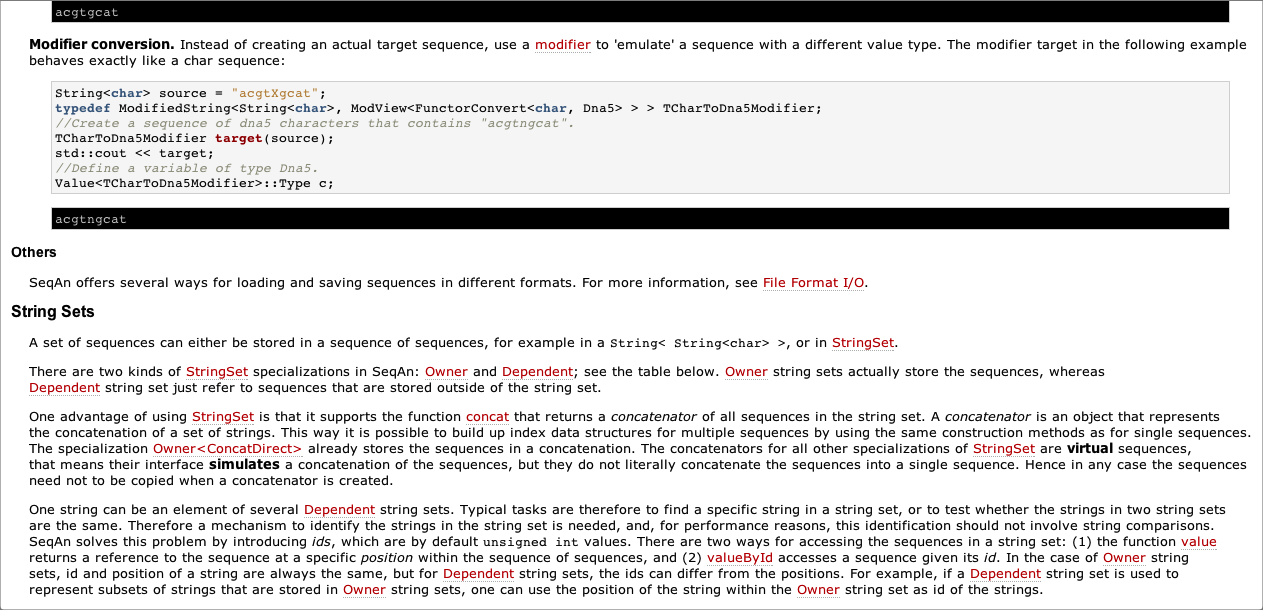 acgtgcat
Modifier conversion. Instead of creating an actual target sequence, use a modifier to 'emulate' a sequence with a different value type. The modifier target in the following example
behaves exactly like a char sequence:
String<char> source = "acgtXgcat";
typedef ModifiedString<String<char>, ModView<FunctorConvert<char, Dna5> > > TCharToDna5Modifier;
//Create a sequence of dna5 characters that contains "acgtngcat".
TCharToDna5Modifier target(source);
std::cout << target;
//Define a variable of type Dna5.
Value<TCharToDna5Modifier>::Type c;
acgtngcat
Others
SeqAn offers several ways for loading and saving sequences in different formats. For more information, see File Format I/O.
String Sets
A set of sequences can either be stored in a sequence of sequences, for example in a String< String<char> >, or in StringSet.
There are two kinds of StringSet specializations in SeqAn: Owner and Dependent; see the table below. Owner string sets actually store the sequences, whereas
Dependent string set just refer to sequences that are stored outside of the string set.
One advantage of using StringSet is that it supports the function concat that returns a concatenator of all sequences in the string set. A concatenator is an object that represents
the concatenation of a set of strings. This way it is possible to build up index data structures for multiple sequences by using the same construction methods as for single sequences.
The specialization Owner<ConcatDirect> already stores the sequences in a concatenation. The concatenators for all other specializations of StringSet are virtual sequences,
that means their interface simulates a concatenation of the sequences, but they do not literally concatenate the sequences into a single sequence. Hence in any case the sequences
need not to be copied when a concatenator is created.
One string can be an element of several Dependent string sets. Typical tasks are therefore to find a specific string in a string set, or to test whether the strings in two string sets
are the same. Therefore a mechanism to identify the strings in the string set is needed, and, for performance reasons, this identification should not involve string comparisons.
SeqAn solves this problem by introducing ids, which are by default unsigned int values. There are two ways for accessing the sequences in a string set: (1) the function value
returns a reference to the sequence at a specific position within the sequence of sequences, and (2) valueById accesses a sequence given its id. In the case of Owner string
sets, id and position of a string are always the same, but for Dependent string sets, the ids can differ from the positions. For example, if a Dependent string set is used to
represent subsets of strings that are stored in Owner string sets, one can use the position of the string within the Owner string set as id of the strings.